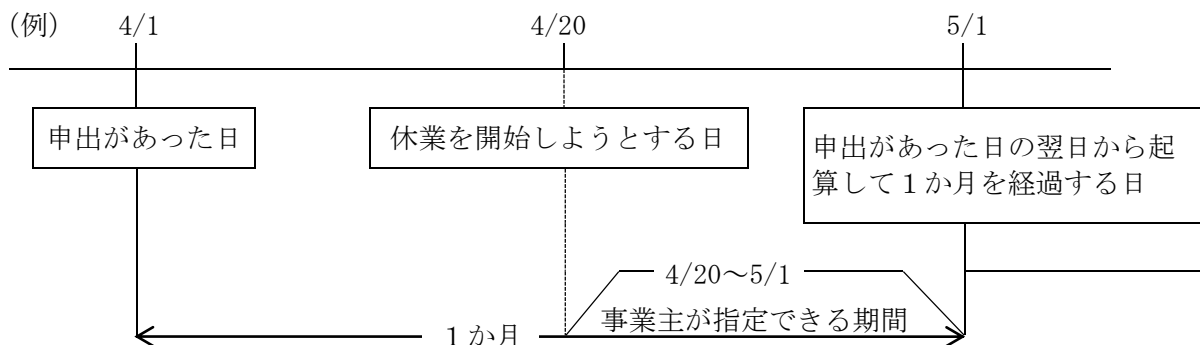 (例) 4/1 4/20 5/1
申出があった日
休業を開始しようとする日
申出があった日の翌日から起
算して１か月を経過する日
4/20～5/1
事業主が指定できる期間
１か月